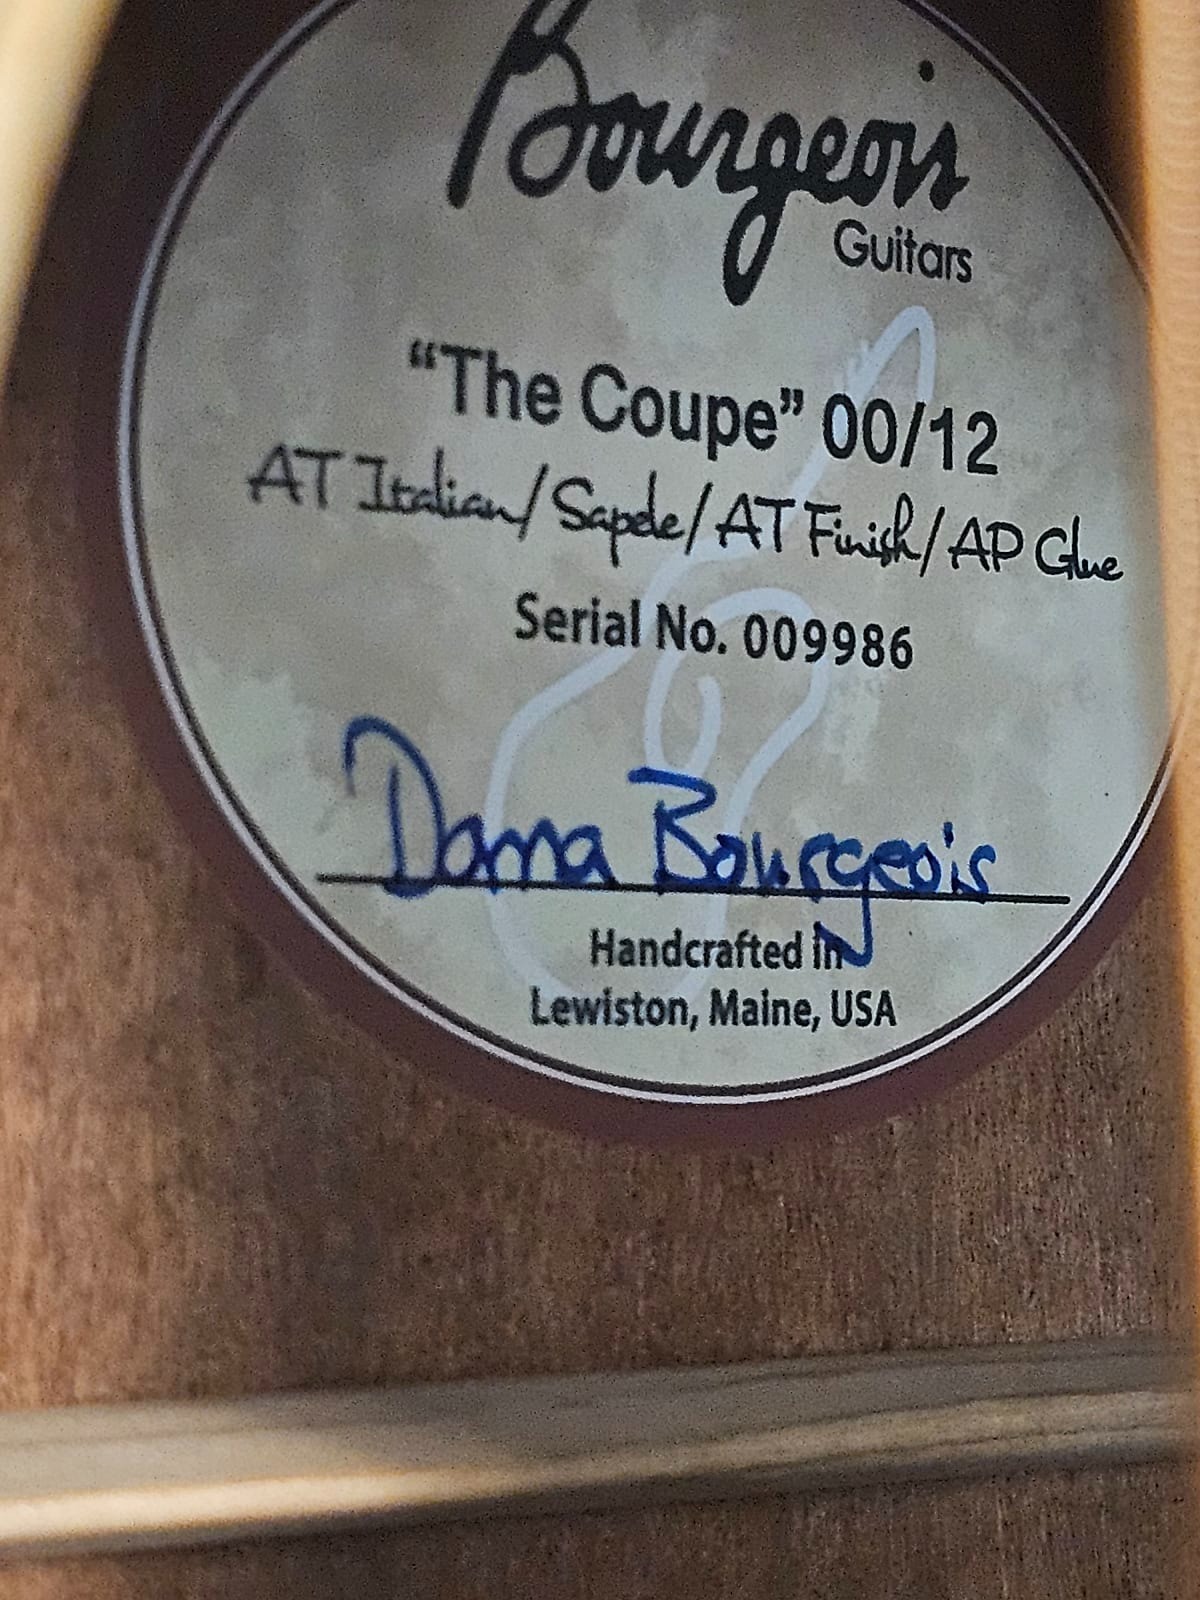 Bourgeois
Guitars
“The Coupe” 00/12
AT Italian/Sapele/AT Finish/AP Glue
Serial No. 009986
Dana Bourgeois
Handcrafted in
Lewiston, Maine, USA